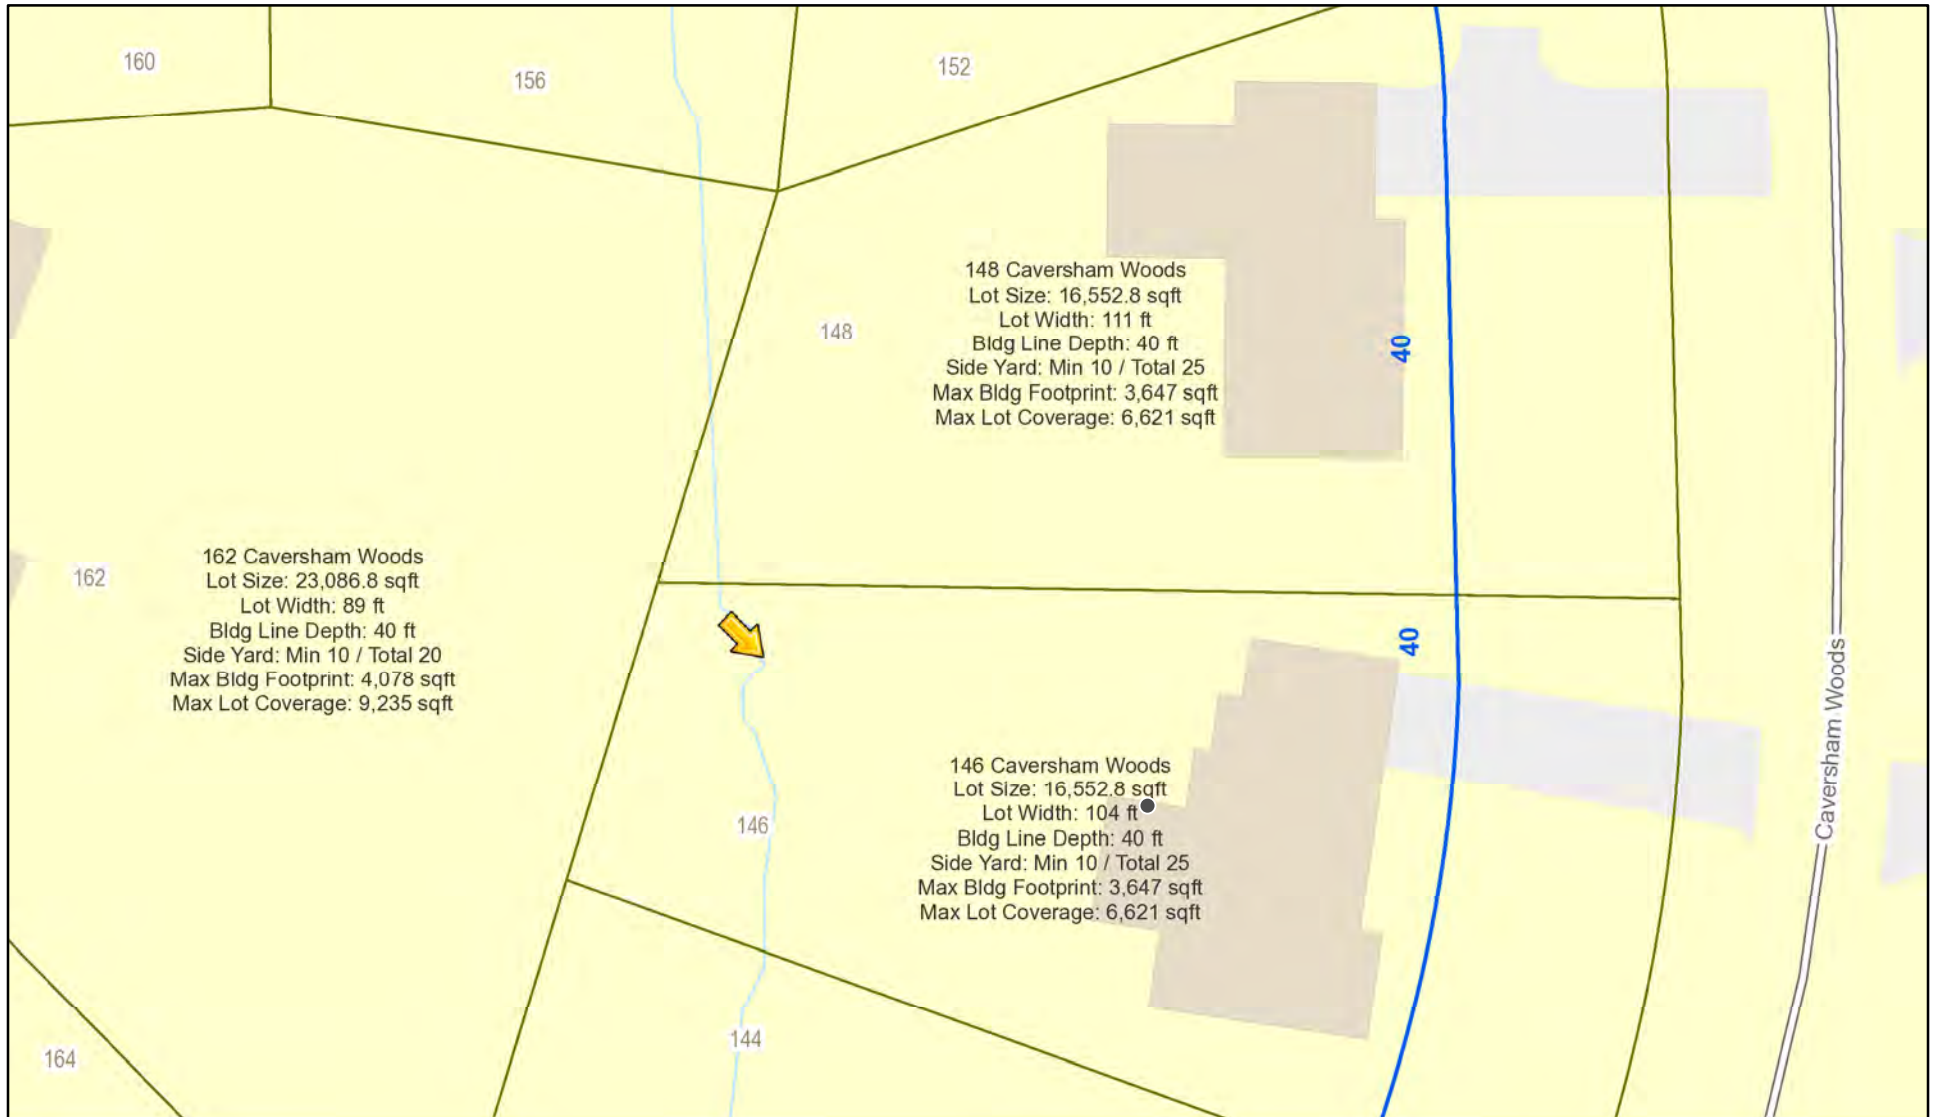 160
156
152
148 Caversham Woods
Lot Size: 16,552.8 sqft
Lot Width: 111 ft
Bldg Line Depth: 40 ft
Side Yard: Min 10 / Total 25
Max Bldg Footprint: 3,647 sqft
Max Lot Coverage: 6,621 sqft
148
40
162 Caversham Woods
Lot Size: 23,086.8 sqft
Lot Width: 89 ft
Bldg Line Depth: 40 ft
Side Yard: Min 10 / Total 20
Max Bldg Footprint: 4,078 sqft
Max Lot Coverage: 9,235 sqft
162
40
Caversham Woods
146 Caversham Woods
Lot Size: 16,552.8 sqft
Lot Width: 104 ft
Bldg Line Depth: 40 ft
Side Yard: Min 10 / Total 25
Max Bldg Footprint: 3,647 sqft
Max Lot Coverage: 6,621 sqft
146
144
164